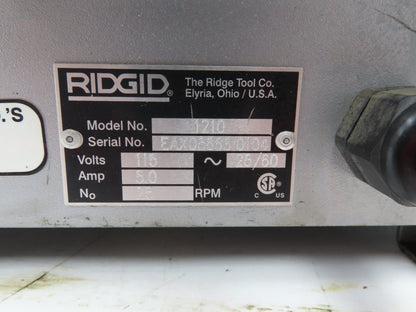 .'S
RIDGID®
The Ridge Tool Co.
Elyria, Ohio / U.S.A.
Model No. 1210
Serial No.
Volts 115 ~ 25/60
Amp 5.0
No RPM
C US